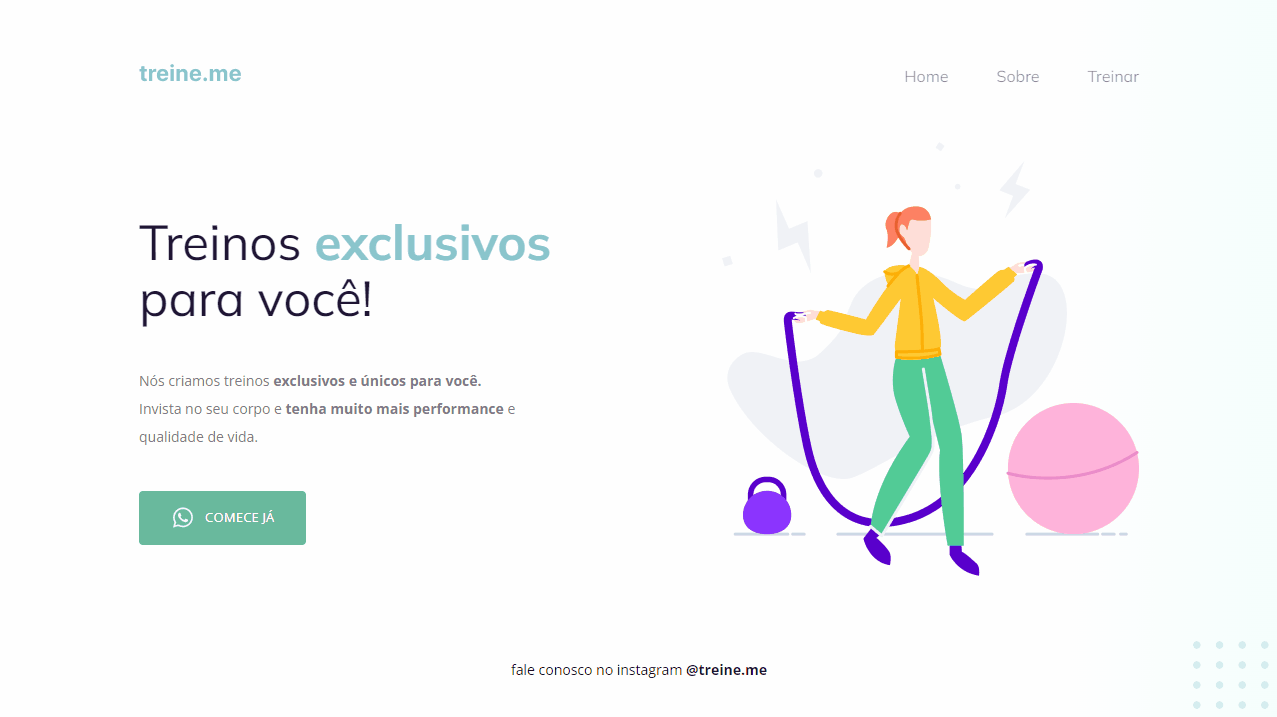 treine.me
Home Sobre Treinar
Treinos exclusivos
para você!
Nós criamos treinos exclusivos e únicos para você.
Invista no seu corpo e tenha muito mais performance e
qualidade de vida.
COMECE JÁ
fale conosco no instagram @treine.me